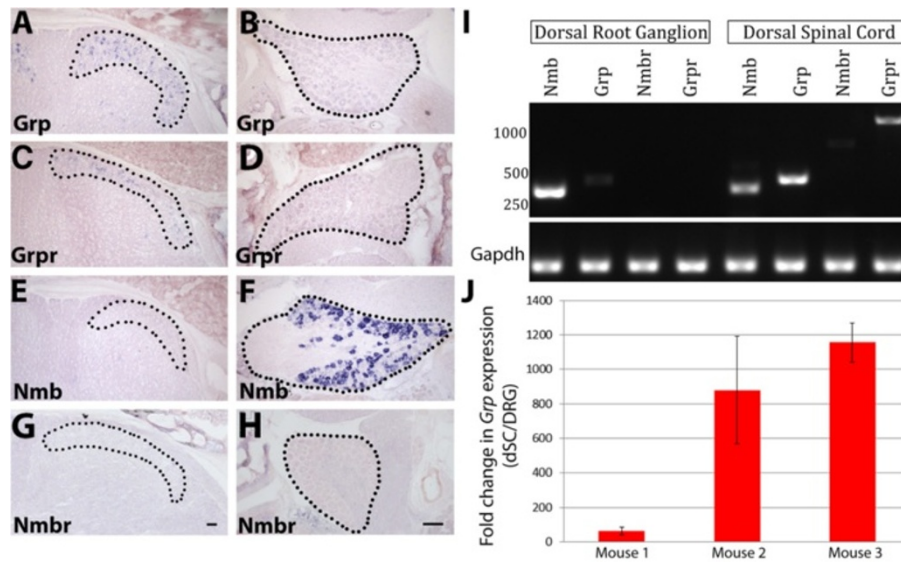 A
Grp
B
Grp
C
Grpr
D
Grpr
E
Nmb
F
Nmb
G
Nmbr
H
Nmbr
I
Dorsal Root Ganglion
Dorsal Spinal Cord
Nmb
Grp
Nmbr
Grpr
Nmb
Grp
Nmbr
Grpr
1000
500
250
Gapdh
J
Fold change in Grp expression
(dSC/DRG)
1400
1200
1000
800
600
400
200
0
Mouse 1
Mouse 2
Mouse 3